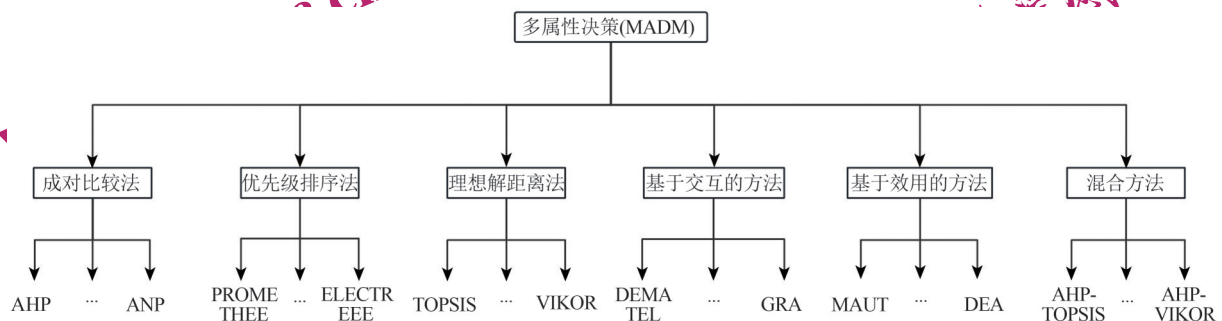 多属性决策(MADM)
成对比较法
优先级排序法
理想解距离法
基于交互的方法
基于效用的方法
混合方法
AHP
...
ANP
PROME
THEE
...
ELECTR
EEE
TOPSIS
...
VIKOR
DEMA
TEL
...
GRA
MAUT
...
DEA
AHP-
TOPSIS
...
AHP-
VIKOR